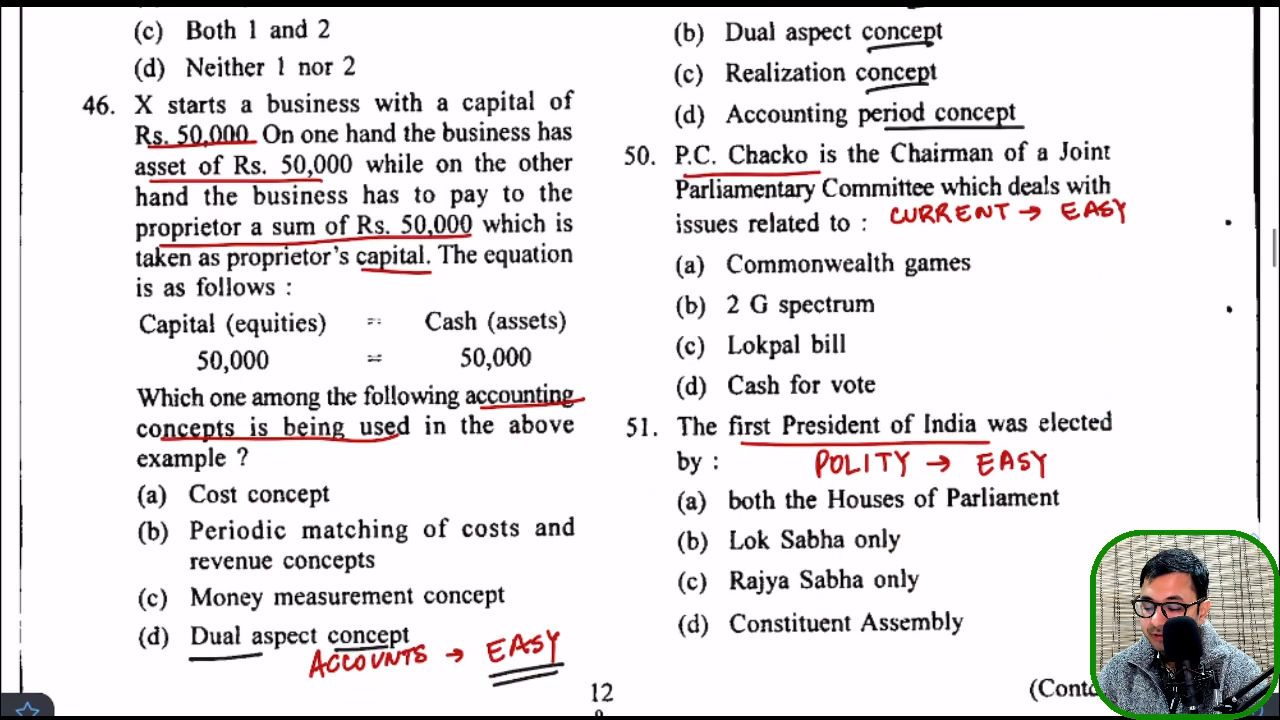 (c) Both 1 and 2
(d) Neither 1 nor 2
46. X starts a business with a capital of
Rs. 50,000. On one hand the business has
asset of Rs. 50,000 while on the other
hand the business has to pay to the
proprietor a sum of Rs. 50,000 which is
taken as proprietor's capital. The equation
is as follows :
Capital (equities) = Cash (assets)
50,000 = 50,000
Which one among the following accounting
concepts is being used in the above
example ?
(a) Cost concept
(b) Periodic matching of costs and
revenue concepts
(c) Money measurement concept
(d) Dual aspect concept
ACCOUNTS → EASY
(b) Dual aspect concept
(c) Realization concept
(d) Accounting period concept
50. P.C. Chacko is the Chairman of a Joint
Parliamentary Committee which deals with
issues related to : CURRENT → EASY
(a) Commonwealth games
(b) 2 G spectrum
(c) Lokpal bill
(d) Cash for vote
51. The first President of India was elected
by : POLITY → EASY
(a) both the Houses of Parliament
(b) Lok Sabha only
(c) Rajya Sabha only
(d) Constituent Assembly
12